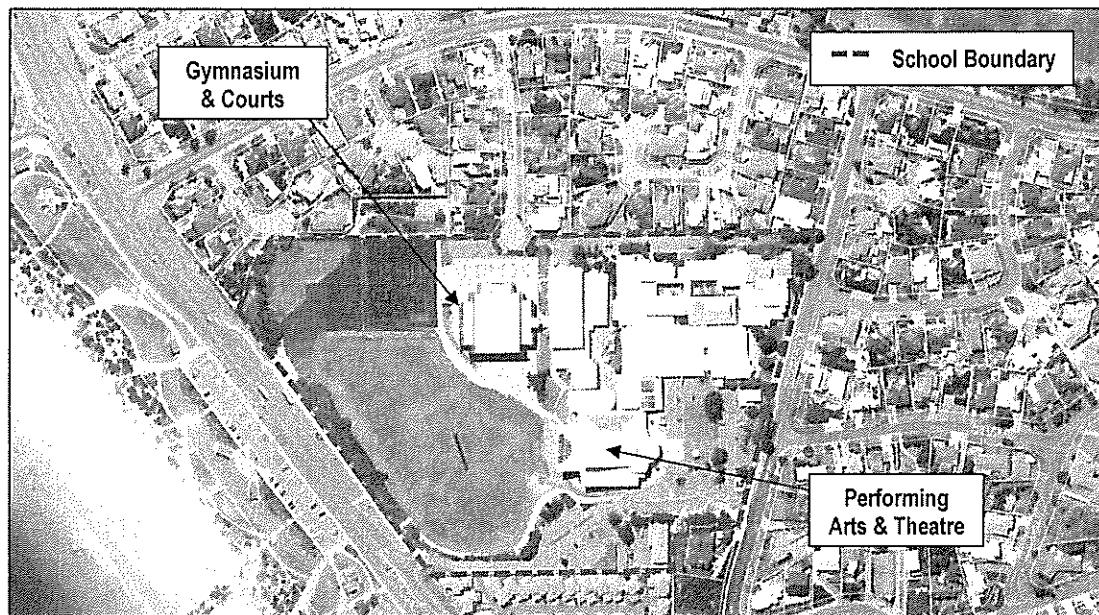 Gymnasium
& Courts
School Boundary
Performing
Arts & Theatre